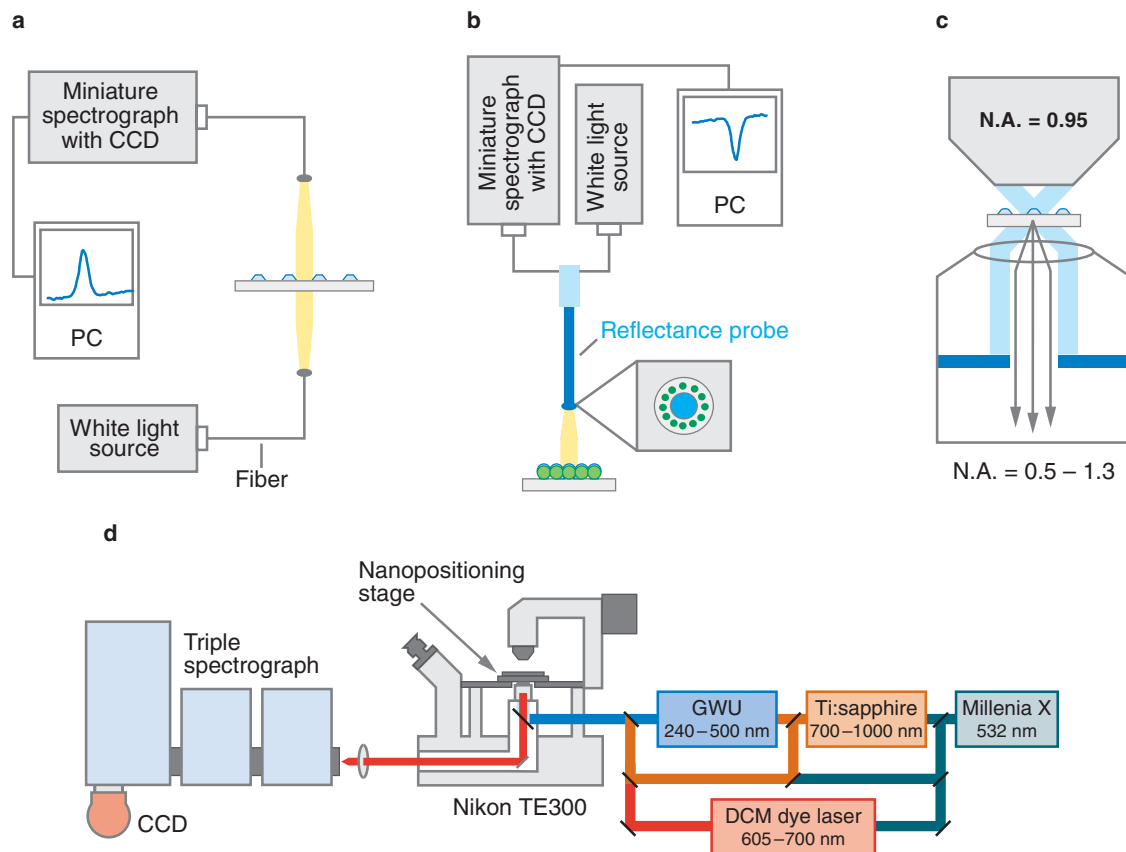 a
Miniature
spectrograph
with CCD
PC
White light
source
Fiber
b
Miniature
spectrograph
with CCD
White light
source
PC
Reflectance probe
c
N.A. = 0.95
N.A. = 0.5 – 1.3
d
Nanopositioning
stage
Triple
spectrograph
CCD
Nikon TE300
GWU
240–500 nm
Ti:sapphire
700–1000 nm
Millenia X
532 nm
DCM dye laser
605–700 nm